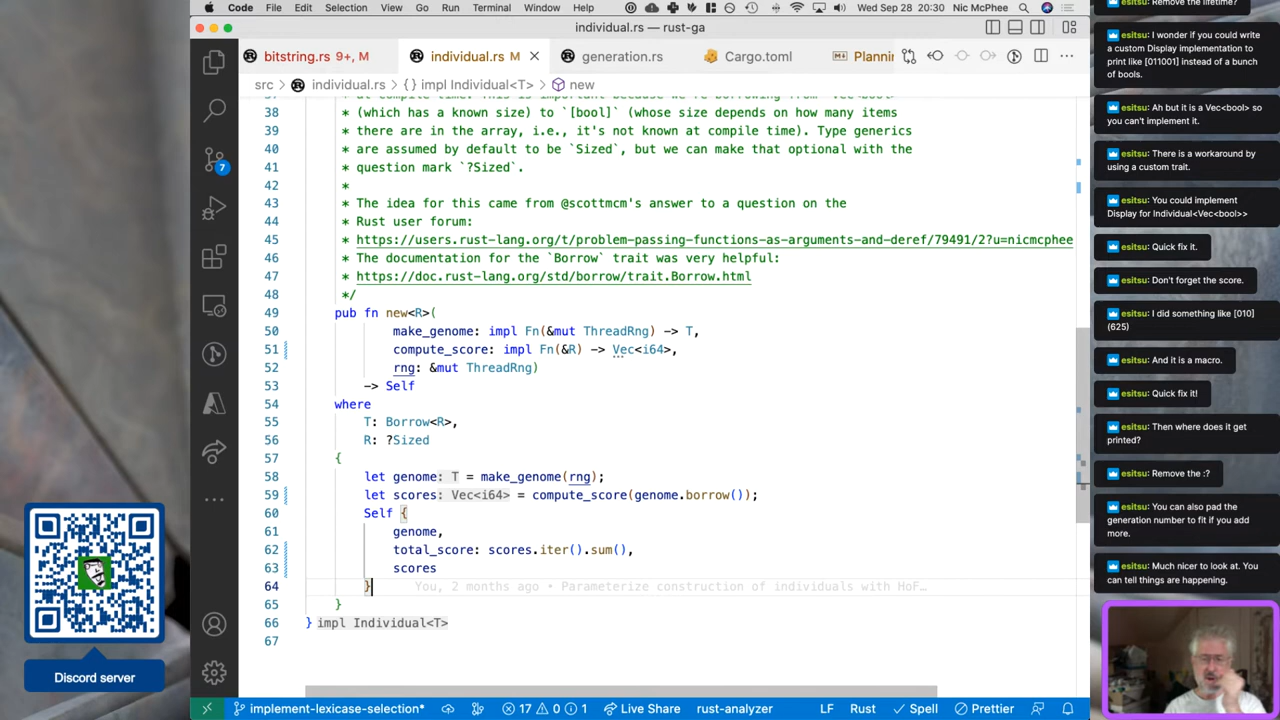 Code File Edit Selection View Go Run Terminal Window Help Wed Sep 28 20:30 Nic McPhee
individual.rs — rust-ga
bitstring.rs 9+, M individual.rs M generation.rs Cargo.toml Plannin
src > individual.rs > {} impl Individual<T> > new
38 * (which has a known size) to `[bool]` (whose size depends on how many items
39 * there are in the array, i.e., it's not known at compile time). Type generics
40 * are assumed by default to be `Sized`, but we can make that optional with the
41 * question mark `?Sized`.
42 *
43 * The idea for this came from @scottmcm's answer to a question on the
44 * Rust user forum:
45 * https://users.rust-lang.org/t/problem-passing-functions-as-arguments-and-deref/79491/2?u=nicmcphee
46 * The documentation for the `Borrow` trait was very helpful:
47 * https://doc.rust-lang.org/std/borrow/trait.Borrow.html
48 */
49 pub fn new<R>(
50 make_genome: impl Fn(&mut ThreadRng) -> T,
51 compute_score: impl Fn(&R) -> Vec<i64>,
52 rng: &mut ThreadRng)
53 -> Self
54 where
55 T: Borrow<R>,
56 R: ?Sized
57 {
58 let genome: T = make_genome(rng);
59 let scores: Vec<i64> = compute_score(genome.borrow());
60 Self {
61 genome,
62 total_score: scores.iter().sum(),
63 scores
64 } You, 2 months ago • Parameterize construction of individuals with HoF…
65 }
66 } impl Individual<T>
67
7
implement-lexicase-selection* 17 0 1 Live Share rust-analyzer LF Rust Spell Prettier
Discord server
Remove the lifetime?
esitsu: I wonder if you could write
a custom Display implementation to
print like [011001] instead of a bunch
of bools.
esitsu: Ah but it is a Vec<bool> so
you can't implement it.
esitsu: There is a workaround by
using a custom trait.
esitsu: You could implement
Display for Individual<Vec<bool>>
esitsu: Quick fix it.
esitsu: Don't forget the score.
esitsu: I did something like [010]
(625)
esitsu: And it is a macro.
esitsu: Quick fix it!
esitsu: Then where does it get
printed?
esitsu: Remove the :?
esitsu: You can also pad the
generation number to fit if you add
more.
esitsu: Much nicer to look at. You
can tell things are happening.